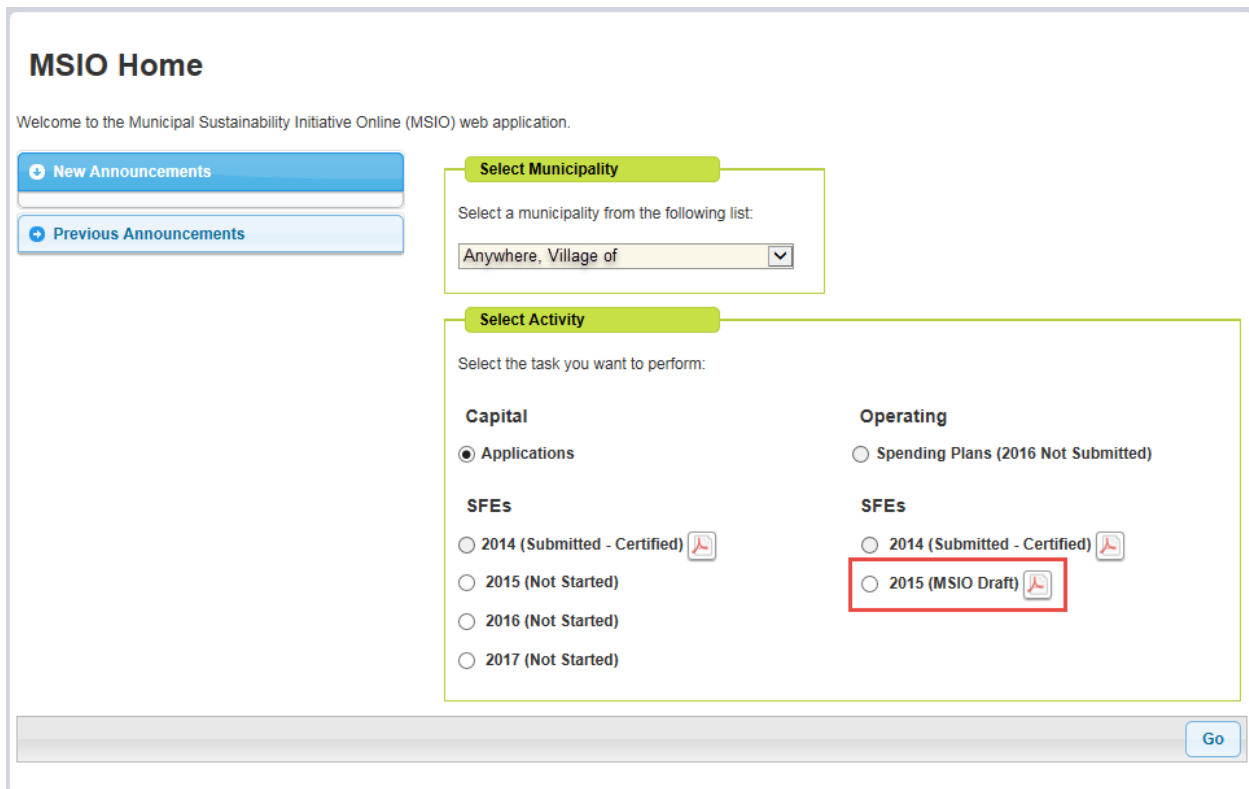 MSIO Home
Welcome to the Municipal Sustainability Initiative Online (MSIO) web application.
New Announcements
Previous Announcements
Select Municipality
Select a municipality from the following list:
Anywhere, Village of
Select Activity
Select the task you want to perform:
Capital
Applications
SFEs
2014 (Submitted - Certified)
2015 (Not Started)
2016 (Not Started)
2017 (Not Started)
Operating
Spending Plans (2016 Not Submitted)
SFEs
2014 (Submitted - Certified)
2015 (MSIO Draft)
Go